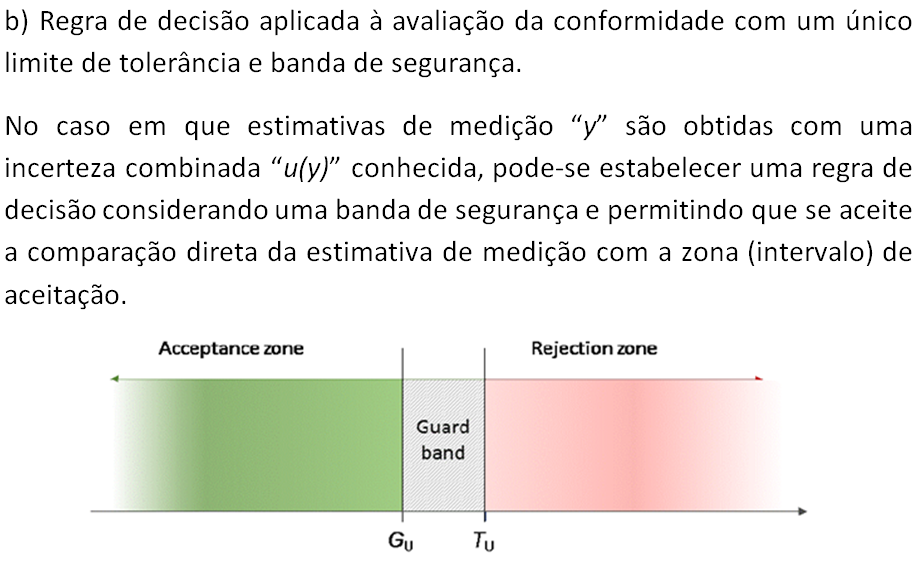 b) Regra de decisão aplicada à avaliação da conformidade com um único
limite de tolerância e banda de segurança.
No caso em que estimativas de medição “y” são obtidas com uma
incerteza combinada “u(y)” conhecida, pode-se estabelecer uma regra de
decisão considerando uma banda de segurança e permitindo que se aceite
a comparação direta da estimativa de medição com a zona (intervalo) de
aceitação.
Acceptance zone
Rejection zone
Guard
band
GU
TU